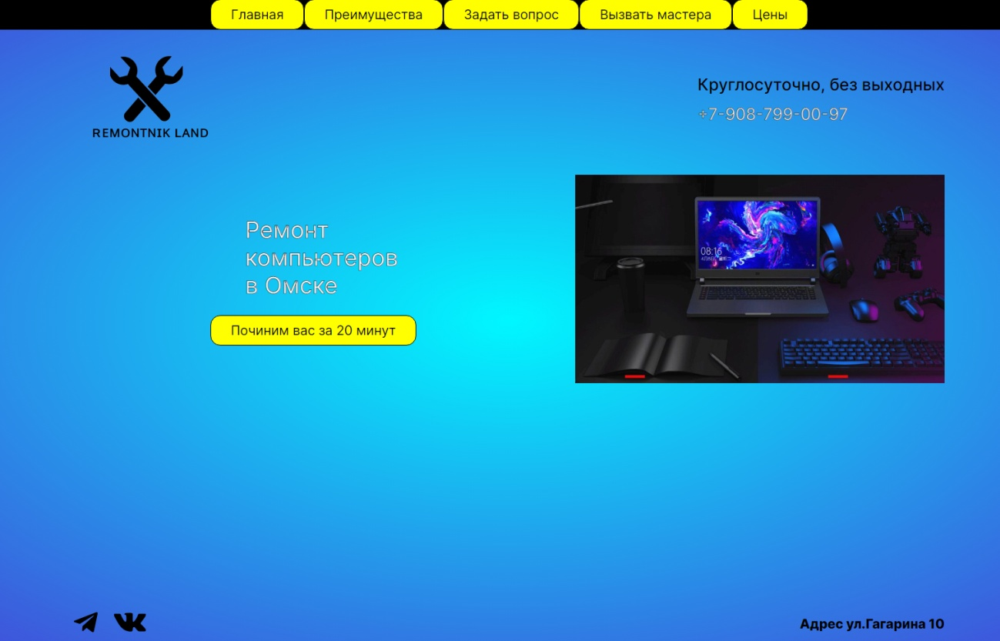 Главная Преимущества Задать вопрос Вызвать мастера Цены
REMONTNIK LAND
Круглосуточно, без выходных
+7-908-799-00-97
Ремонт
компьютеров
в Омске
Починим вас за 20 минут
08:16
Адрес ул.Гагарина 10